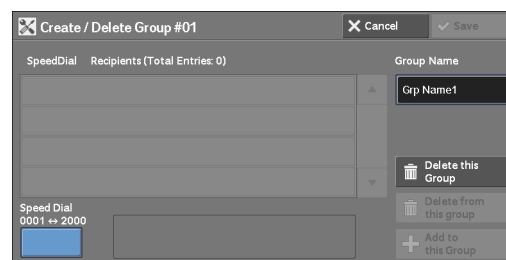 Create / Delete Group #01
Cancel
Save
SpeedDial Recipients (Total Entries: 0)
Group Name
Grp Name1
Delete this
Group
Speed Dial
0001 ↔ 2000
Delete from
this group
Add to
this Group